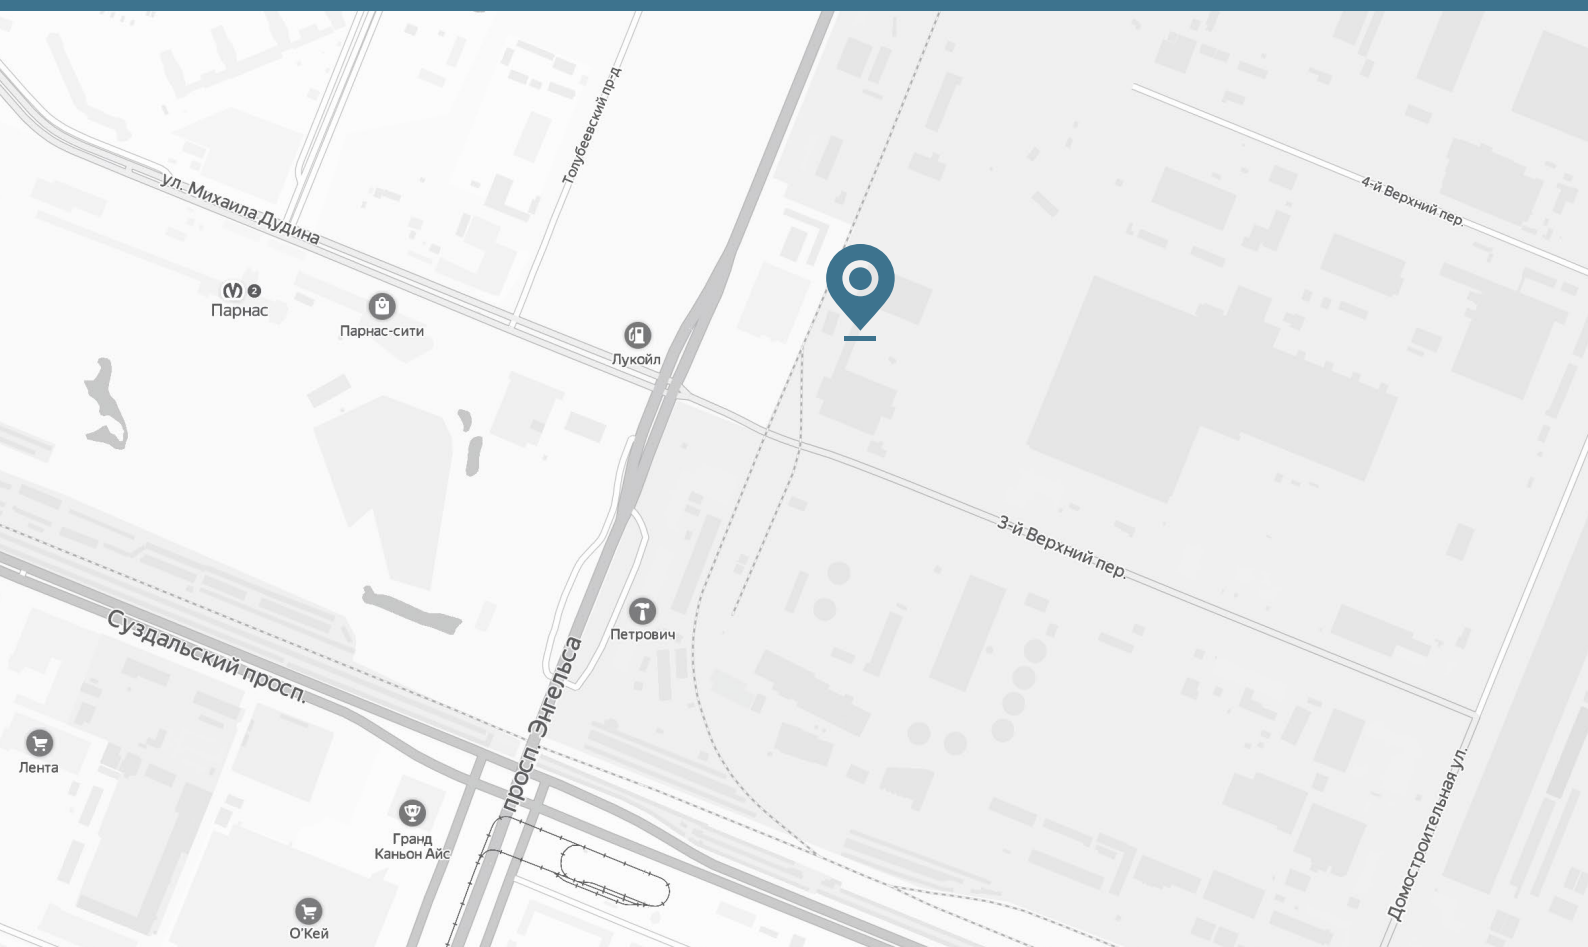 Толубеевский пр-д
ул. Михаила Дудина
4-й Верхний пер.
2
Парнас
Парнас-сити
Лукойл
3-й Верхний пер.
Петрович
Суздальский просп.
просп. Энгельса
Лента
Домостроительная ул.
Гранд
Каньон Айс
О'Кей